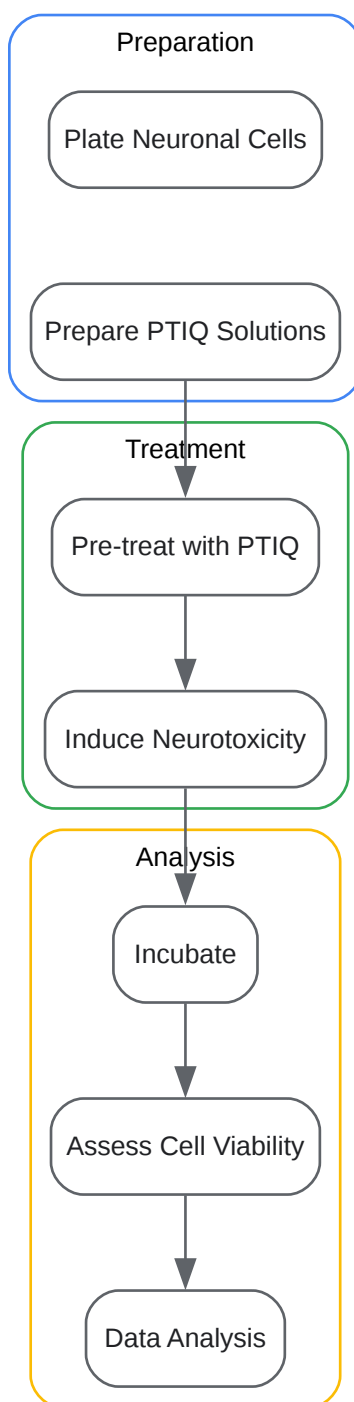 Preparation
Plate Neuronal Cells
Prepare PTIQ Solutions
Treatment
Pre-treat with PTIQ
Induce Neurotoxicity
Analysis
Incubate
Assess Cell Viability
Data Analysis